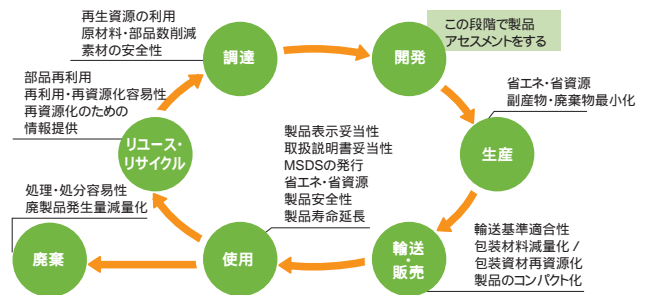 再生資源の利用
原材料・部品数削減
素材の安全性
調達
開発
この段階で製品
アセスメントをする
省エネ・省資源
副産物・廃棄物最小化
生産
輸送・販売
輸送基準適合性
包装材料減量化 /
包装資材再資源化
製品のコンパクト化
使用
製品表示妥当性
取扱説明書妥当性
MSDSの発行
省エネ・省資源
製品安全性
製品寿命延長
リユース・
リサイクル
部品再利用
再利用・再資源化容易性
再資源化のための
情報提供
廃棄
処理・処分容易性
廃製品発生量減量化